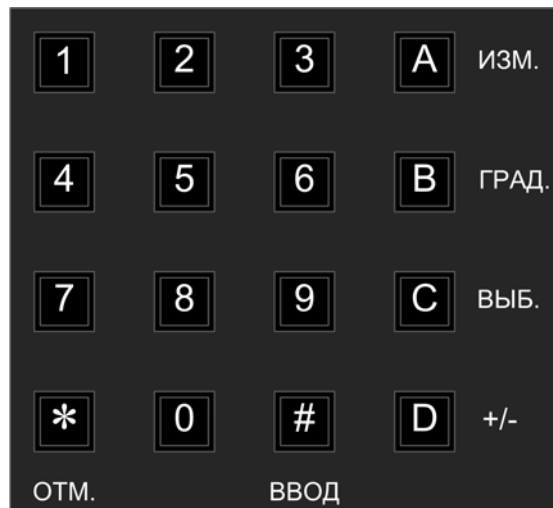 1 2 3 A ИЗМ.
4 5 6 B ГРАД.
7 8 9 C ВЫБ.
* 0 # D +/-
ОТМ. ВВОД